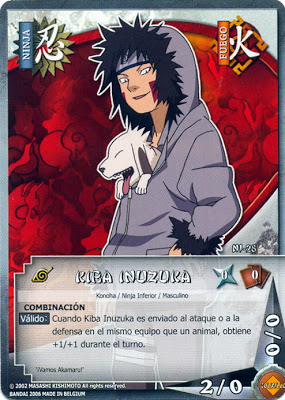 NINJA
忍
FUEGO
火
NJ-28
KIBA INUZUKA
Konoha / Ninja Inferior / Masculino
0
0
COMBINACIÓN
Válido: Cuando Kiba Inuzuka es enviado al ataque o a
la defensa en el mismo equipo que un animal, obtiene
+1/+1 durante el turno.
"¡Vamos Akamaru!"
© 2002 MASASHI KISHIMOTO All rights reserved.
BANDAI 2006 MADE IN BELGIUM
2/0
0/0